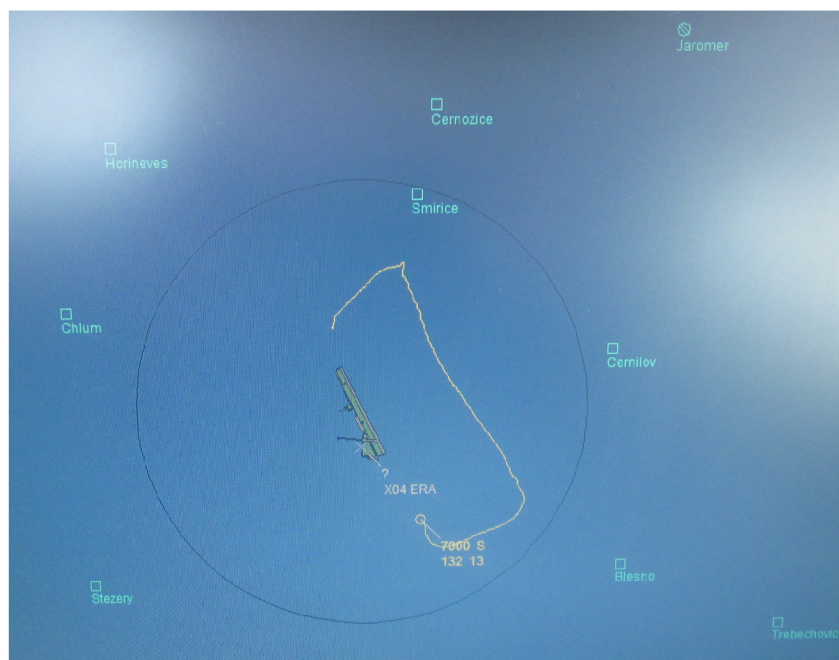 Jaromer
Cernozice
Horineves
Smirice
Chlum
Cernilov
?
X04 ERA
7000 S
132 13
Blesno
Stezery
Trebechovic